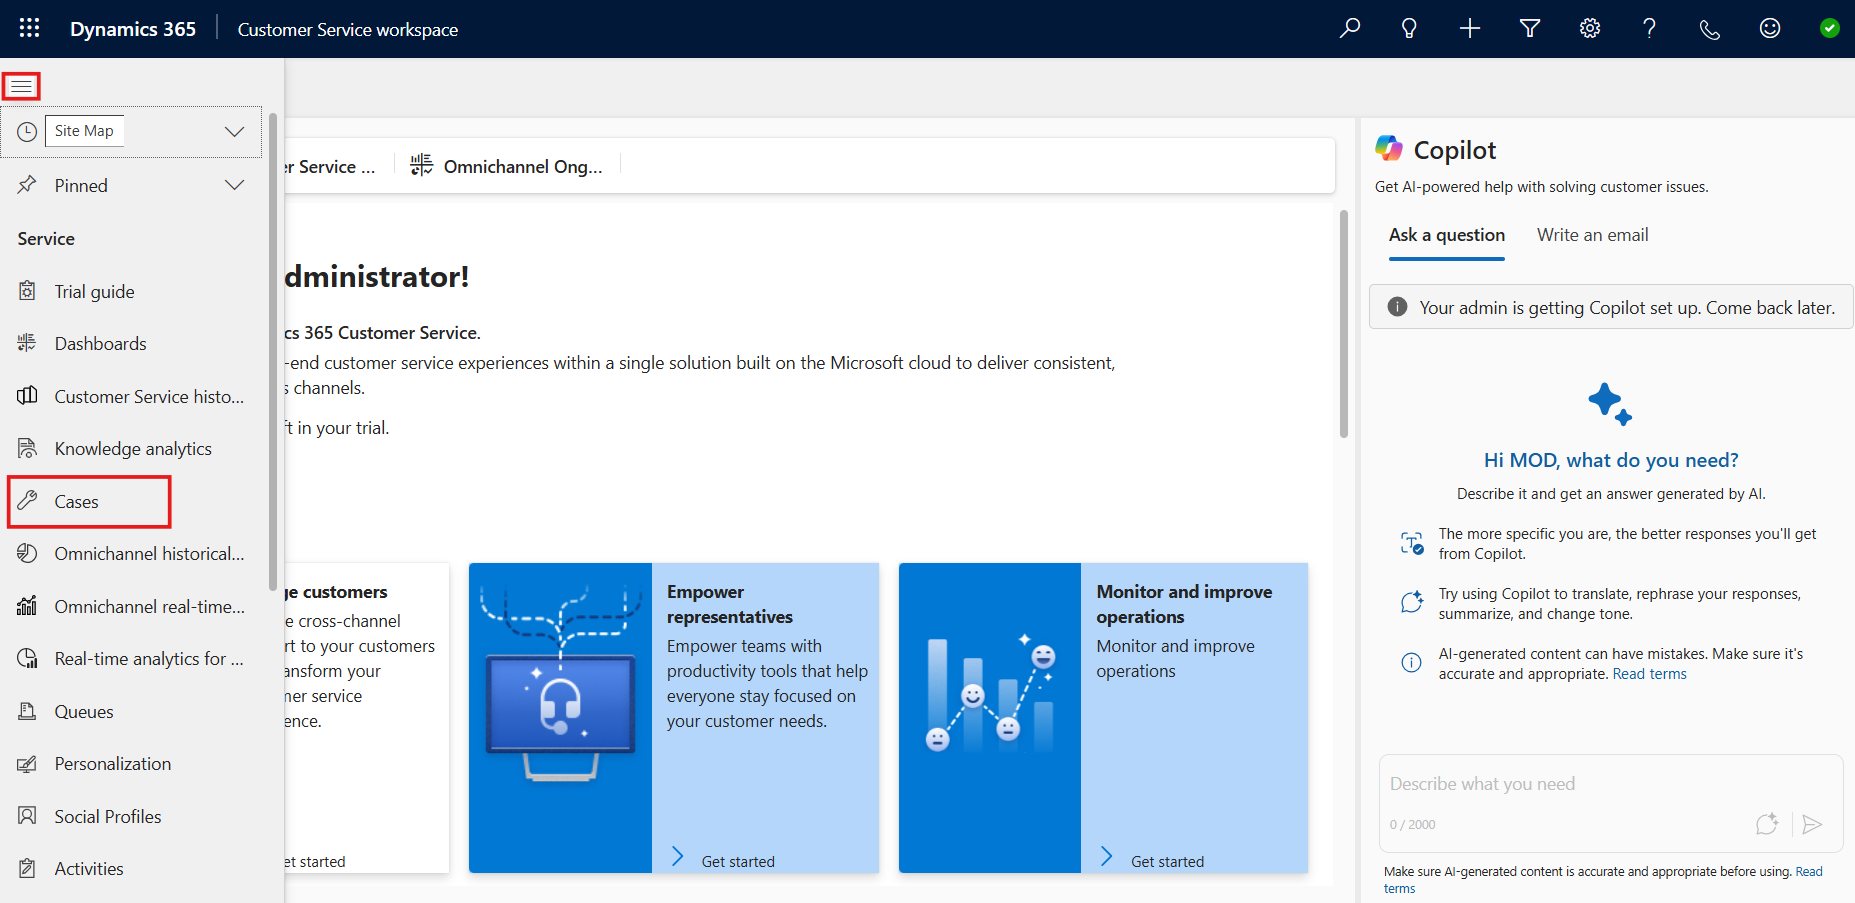 Dynamics 365
Customer Service workspace
Site Map
Pinned
Service
Trial guide
Dashboards
Customer Service histo...
Knowledge analytics
Cases
Omnichannel historical...
Omnichannel real-time...
Real-time analytics for ...
Queues
Personalization
Social Profiles
Activities
er Service ...
Omnichannel Ong...
dministrator!
cs 365 Customer Service.
-end customer service experiences within a single solution built on the Microsoft cloud to deliver consistent,
s channels.
ft in your trial.
ge customers
e cross-channel
rt to your customers
ansform your
mer service
ence.
et started
Empower
representatives
Empower teams with
productivity tools that help
everyone stay focused on
your customer needs.
Get started
Monitor and improve
operations
Monitor and improve
operations
Get started
Copilot
Get AI-powered help with solving customer issues.
Ask a question
Write an email
Your admin is getting Copilot set up. Come back later.
Hi MOD, what do you need?
Describe it and get an answer generated by AI.
The more specific you are, the better responses you'll get
from Copilot.
Try using Copilot to translate, rephrase your responses,
summarize, and change tone.
AI-generated content can have mistakes. Make sure it's
accurate and appropriate. Read terms
Describe what you need
0 / 2000
Make sure AI-generated content is accurate and appropriate before using. Read
terms